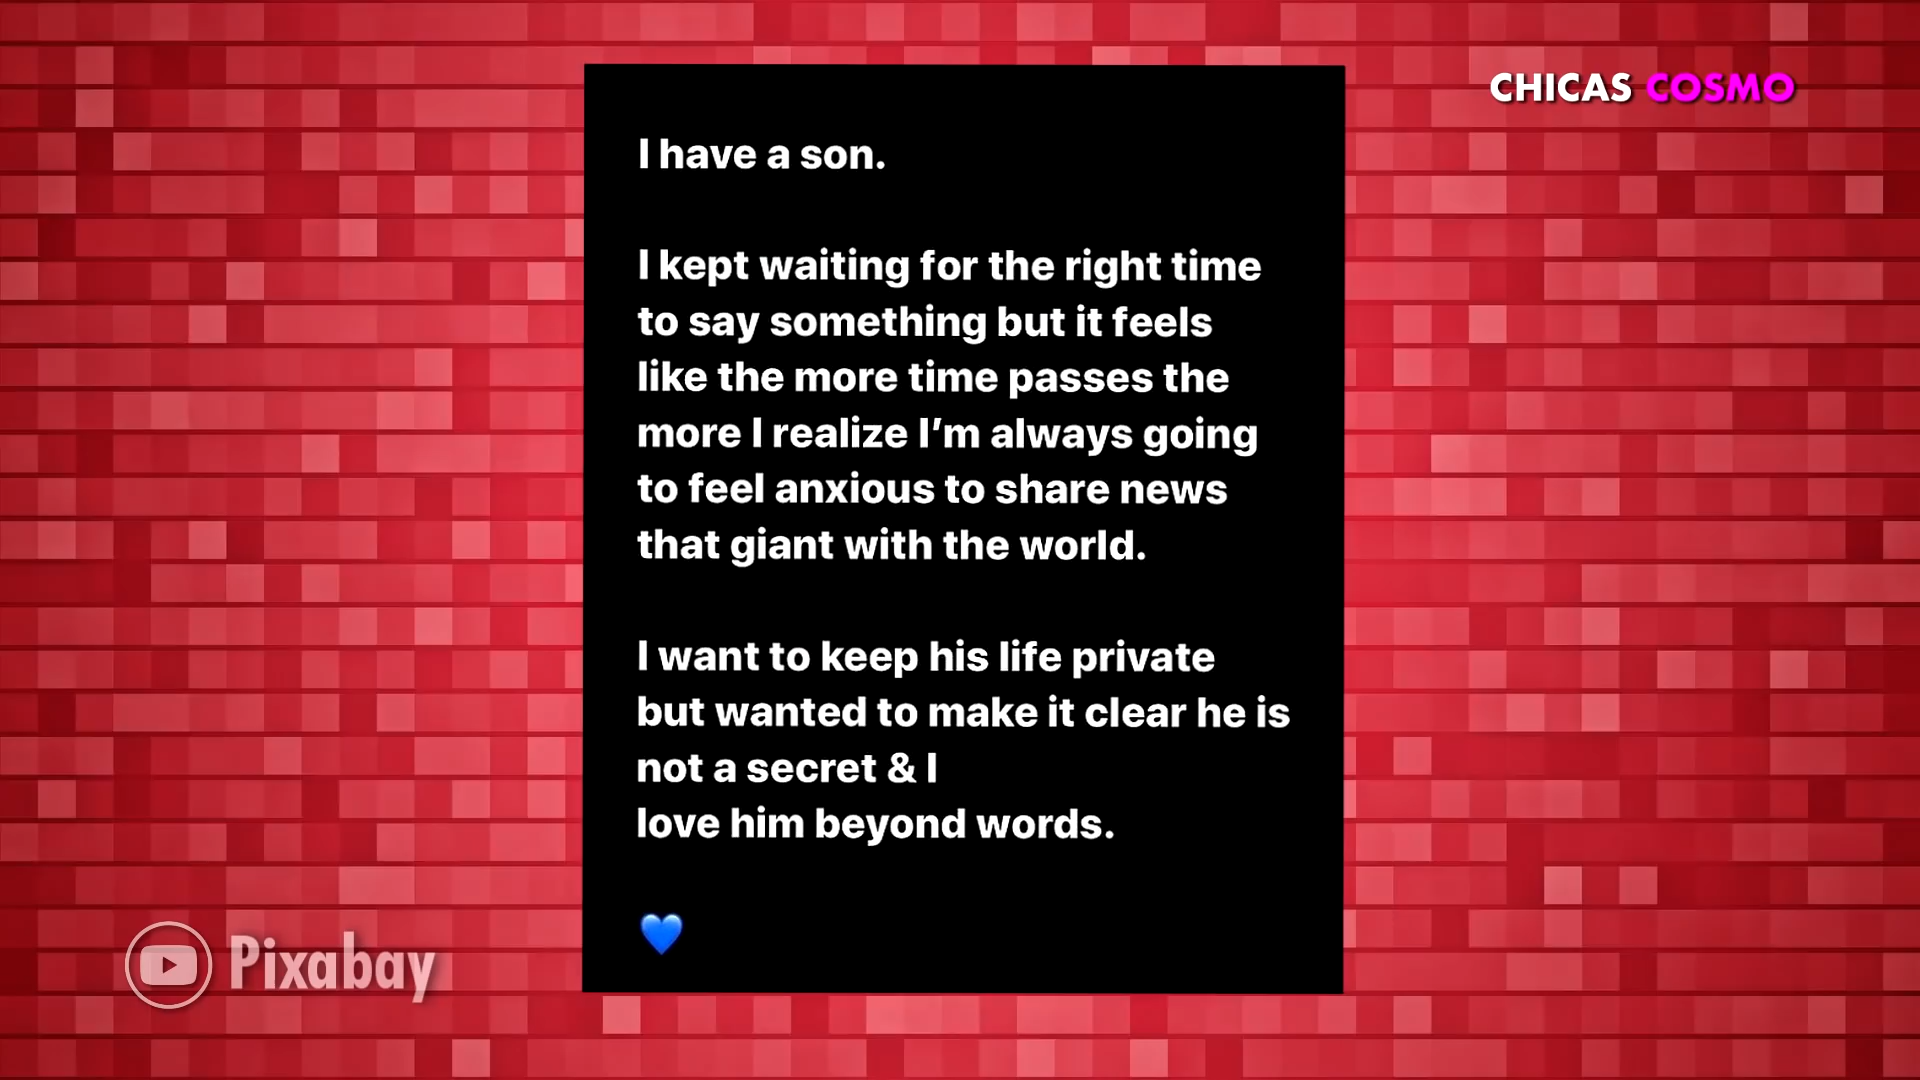 CHICAS COSMO
I have a son.
I kept waiting for the right time
to say something but it feels
like the more time passes the
more I realize I’m always going
to feel anxious to share news
that giant with the world.
I want to keep his life private
but wanted to make it clear he is
not a secret & I
love him beyond words.
💙
Pixabay